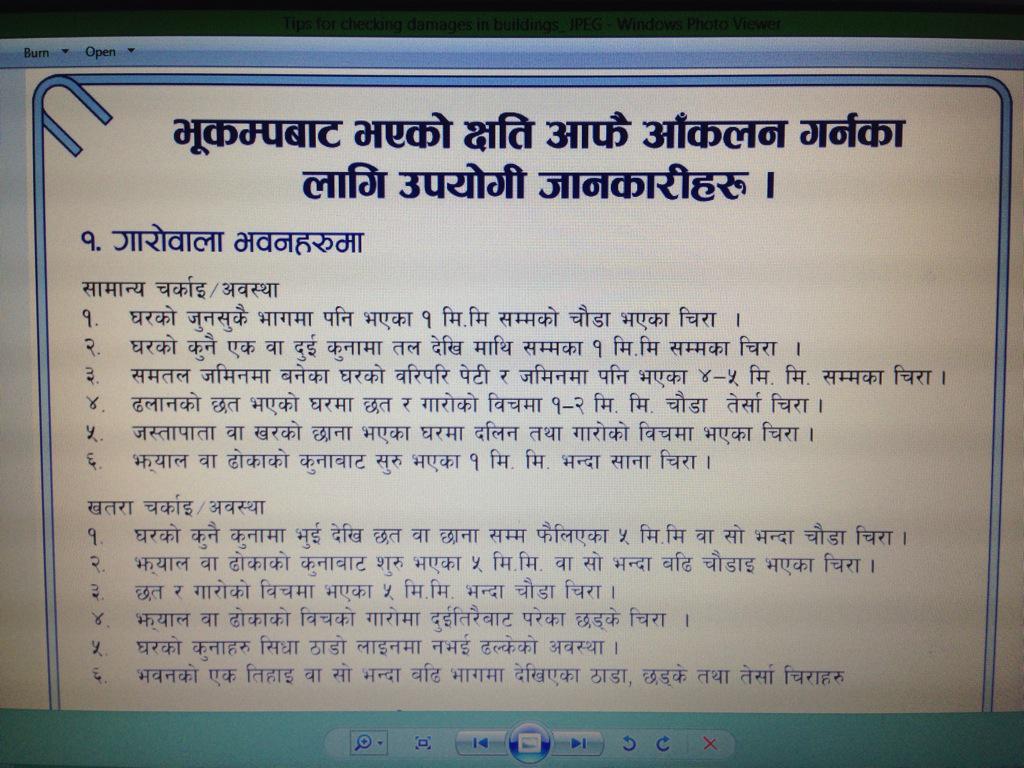 Tips for checking damages in buildings_ JPEG - Windows Photo Viewer
Burn Open
भूकम्पबाट भएको क्षति आफै आँकलन गर्नका
लागि उपयोगी जानकारीहरू ।
१. गारोवाला भवनहरुमा
सामान्य चर्काइ/अवस्था
१. घरको जुनसुकै भागमा पनि भएका १ मि.मि सम्मको चौडा भएका चिरा ।
२. घरको कुनै एक वा दुई कुनामा तल देखि माथि सम्मका १ मि.मि सम्मका चिरा ।
३. समतल जमिनमा बनेका घरको वरिपरि पेटी र जमिनमा पनि भएका ४-५ मि. मि. सम्मका चिरा ।
४. ढलानको छत भएको घरमा छत र गारोको विचमा १-२ मि. मि. चौडा तेर्सा चिरा ।
५. जस्तापाता वा खरको छाना भएका घरमा दलिन तथा गारोको विचमा भएका चिरा ।
६. झ्याल वा ढोकाको कुनाबाट सुरु भएका १ मि. मि. भन्दा साना चिरा ।
खतरा चर्काइ/अवस्था
१. घरको कुनै कुनामा भुई देखि छत वा छाना सम्म फैलिएका ५ मि.मि वा सो भन्दा चौडा चिरा ।
२. झ्याल वा ढोकाको कुनाबाट शुरु भएका ५ मि.मि. वा सो भन्दा बढि चौडाइ भएका चिरा ।
३. छत र गारोको विचमा भएका ५ मि.मि. भन्दा चौडा चिरा ।
४. झ्याल वा ढोकाको विचको गारोमा दुईतिरैबाट परेका छड्के चिरा ।
५. घरको कुनाहरु सिधा ठाडो लाइनमा नभई ढल्केको अवस्था ।
६. भवनको एक तिहाइ वा सो भन्दा बढि भागमा देखिएका ठाडा, छड्के तथा तेर्सा चिराहरु